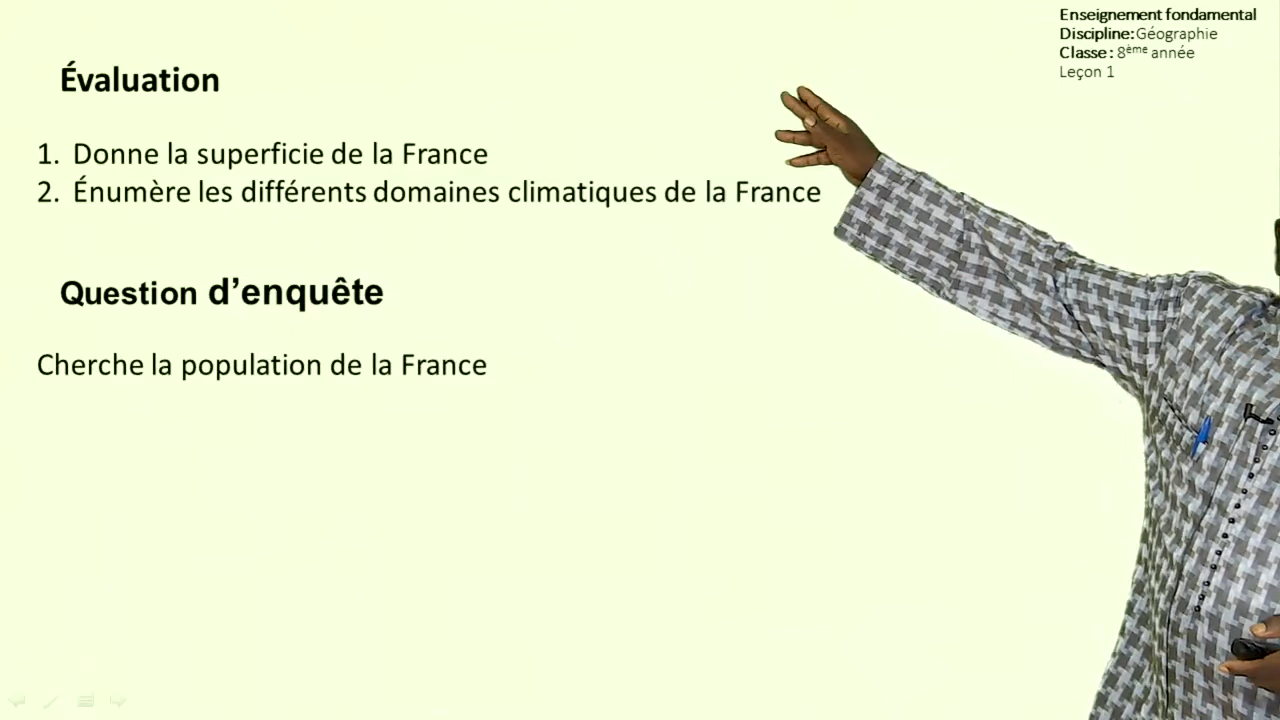 Enseignement fondamental
Discipline: Géographie
Classe : 8ème année
Leçon 1
Évaluation
1. Donne la superficie de la France
2. Énumère les différents domaines climatiques de la France
Question d’enquête
Cherche la population de la France